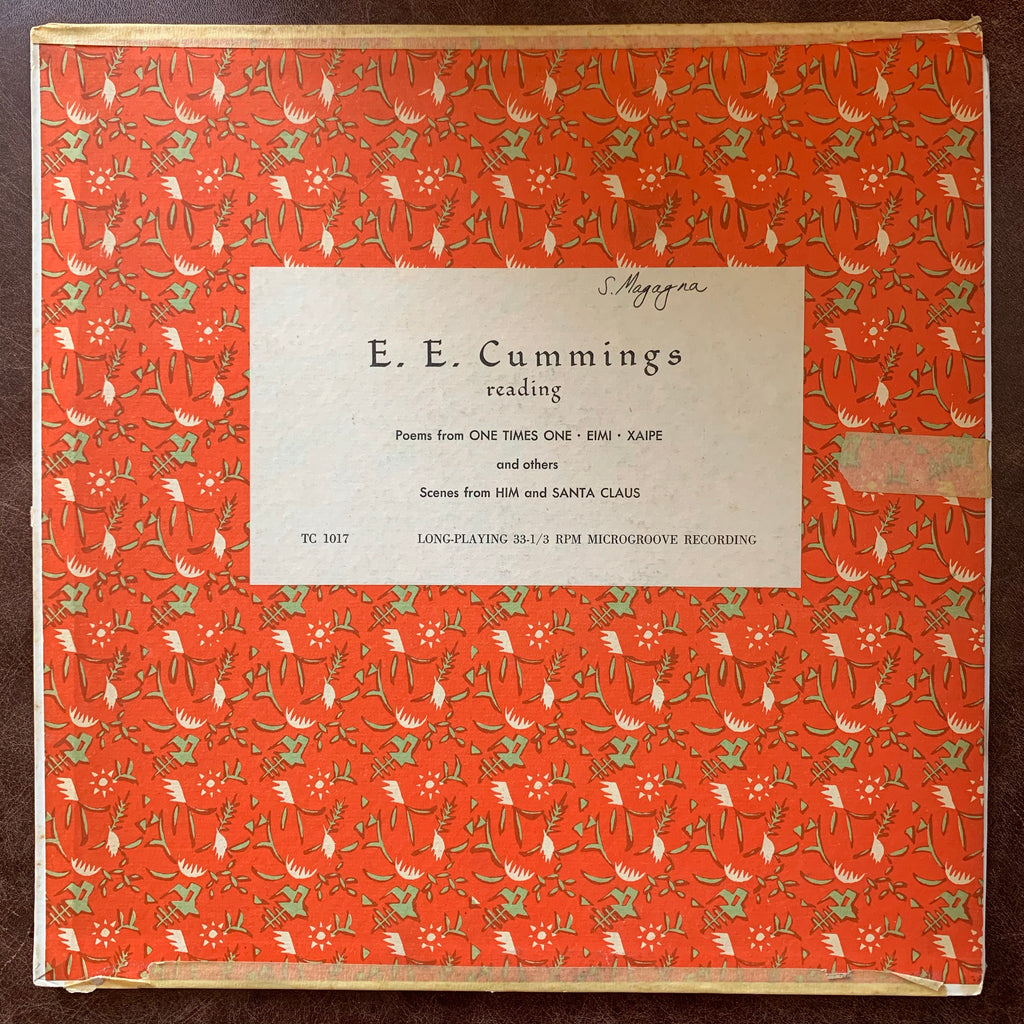 S. Magagna
E. E. Cummings
reading
Poems from ONE TIMES ONE · EIMI · XAIPE
and others
Scenes from HIM and SANTA CLAUS
TC 1017 LONG-PLAYING 33-1/3 RPM MICROGROOVE RECORDING